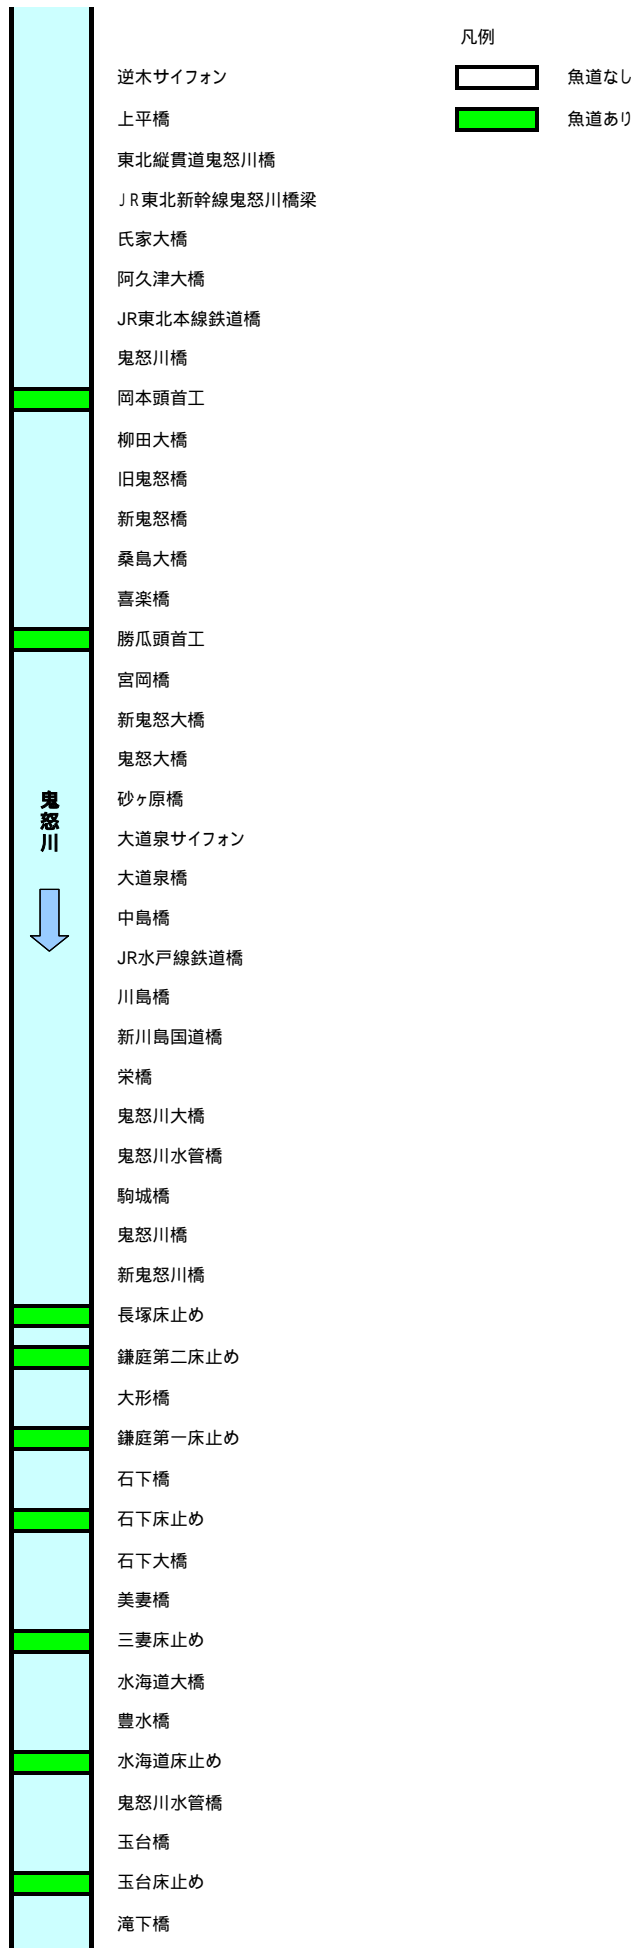 凡例
逆木サイフォン
魚道なし
上平橋
魚道あり
東北縦貫道鬼怒川橋
JR東北新幹線鬼怒川橋梁
氏家大橋
阿久津大橋
JR東北本線鉄道橋
鬼怒川橋
岡本頭首工
柳田大橋
旧鬼怒橋
新鬼怒橋
桑島大橋
喜楽橋
勝瓜頭首工
宮岡橋
新鬼怒大橋
鬼怒大橋
鬼怒川
砂ヶ原橋
大道泉サイフォン
大道泉橋
中島橋
JR水戸線鉄道橋
川島橋
新川島国道橋
栄橋
鬼怒川大橋
鬼怒川水管橋
駒城橋
鬼怒川橋
新鬼怒川橋
長塚床止め
鎌庭第二床止め
大形橋
鎌庭第一床止め
石下橋
石下床止め
石下大橋
美妻橋
三妻床止め
水海道大橋
豊水橋
水海道床止め
鬼怒川水管橋
玉台橋
玉台床止め
滝下橋